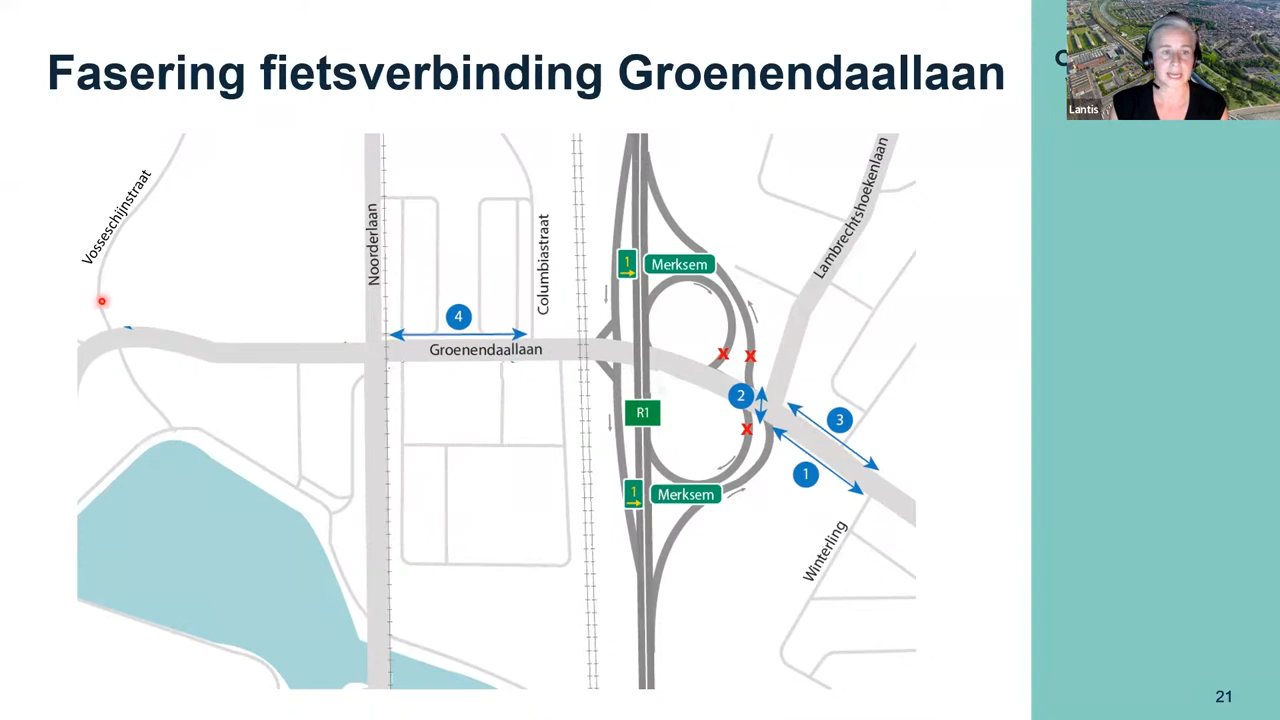 Fasering fietsverbinding Groenendaallaan
Lantis
Vosseschijnstraat
Noorderlaan
Columbiastraat
Lambrechtshoekenlaan
1
Merksem
4
Groenendaallaan
x
x
2
R1
3
x
1
1
Merksem
Winterling
21